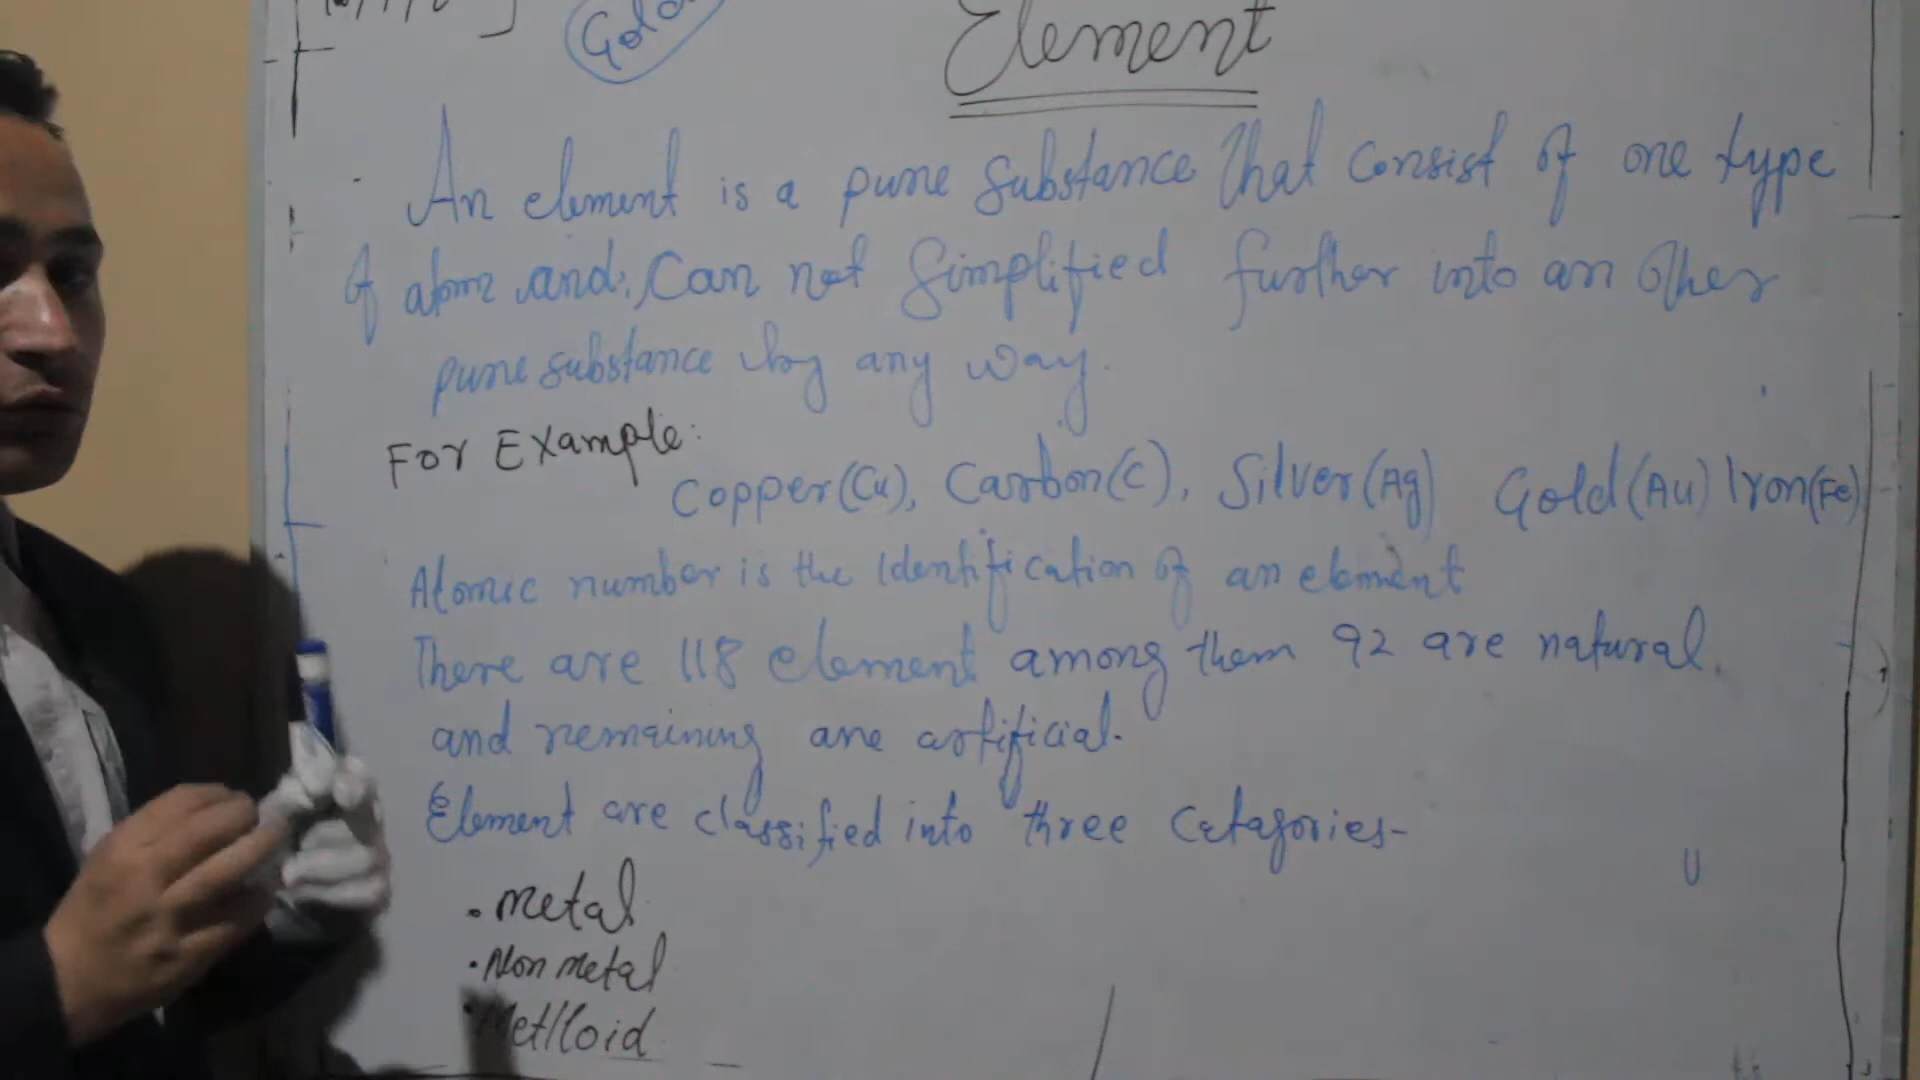 Gold
Element
An element is a pure substance that consist of one type
of atom and, can not simplified further into an other
pure substance by any way.
For Example:
Copper(Cu), Carbon(C), Silver(Ag) Gold(Au) Iron(Fe)
Atomic number is the identification of an element
There are 118 element among them 92 are natural.
and remaining are artificial.
Element are classified into three Catagories-
• Metal
• Non metal
• Metlloid
U